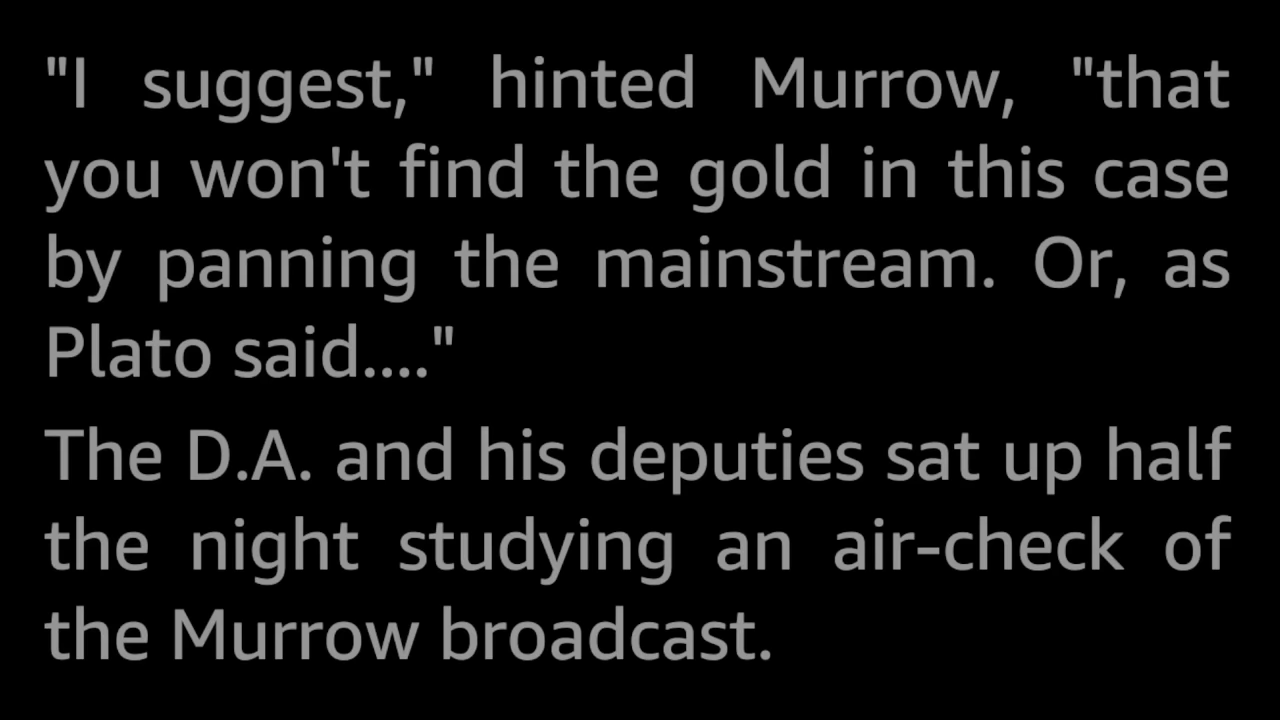 "I suggest," hinted Murrow, "that
you won't find the gold in this case
by panning the mainstream. Or, as
Plato said...."
The D.A. and his deputies sat up half
the night studying an air-check of
the Murrow broadcast.